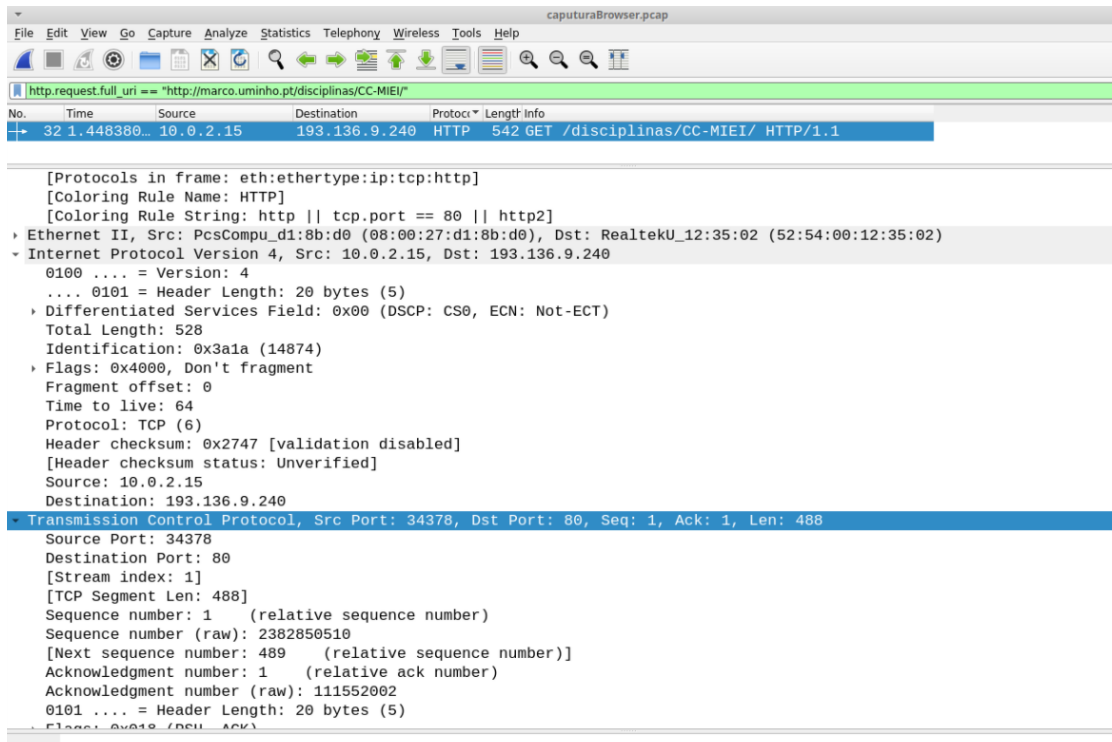 caputuraBrowser.pcap
File Edit View Go Capture Analyze Statistics Telephony Wireless Tools Help
http.request.full_uri == "http://marco.uminho.pt/disciplinas/CC-MIEI/"
No. Time Source Destination Protocc Length Info
32 1.448380… 10.0.2.15 193.136.9.240 HTTP 542 GET /disciplinas/CC-MIEI/ HTTP/1.1
[Protocols in frame: eth:ethertype:ip:tcp:http]
[Coloring Rule Name: HTTP]
[Coloring Rule String: http || tcp.port == 80 || http2]
Ethernet II, Src: PcsCompu_d1:8b:d0 (08:00:27:d1:8b:d0), Dst: RealtekU_12:35:02 (52:54:00:12:35:02)
Internet Protocol Version 4, Src: 10.0.2.15, Dst: 193.136.9.240
0100 .... = Version: 4
.... 0101 = Header Length: 20 bytes (5)
Differentiated Services Field: 0x00 (DSCP: CS0, ECN: Not-ECT)
Total Length: 528
Identification: 0x3a1a (14874)
Flags: 0x4000, Don't fragment
Fragment offset: 0
Time to live: 64
Protocol: TCP (6)
Header checksum: 0x2747 [validation disabled]
[Header checksum status: Unverified]
Source: 10.0.2.15
Destination: 193.136.9.240
Transmission Control Protocol, Src Port: 34378, Dst Port: 80, Seq: 1, Ack: 1, Len: 488
Source Port: 34378
Destination Port: 80
[Stream index: 1]
[TCP Segment Len: 488]
Sequence number: 1 (relative sequence number)
Sequence number (raw): 2382850510
[Next sequence number: 489 (relative sequence number)]
Acknowledgment number: 1 (relative ack number)
Acknowledgment number (raw): 111552002
0101 .... = Header Length: 20 bytes (5)
Flags: 0x018 (PSH, ACK)